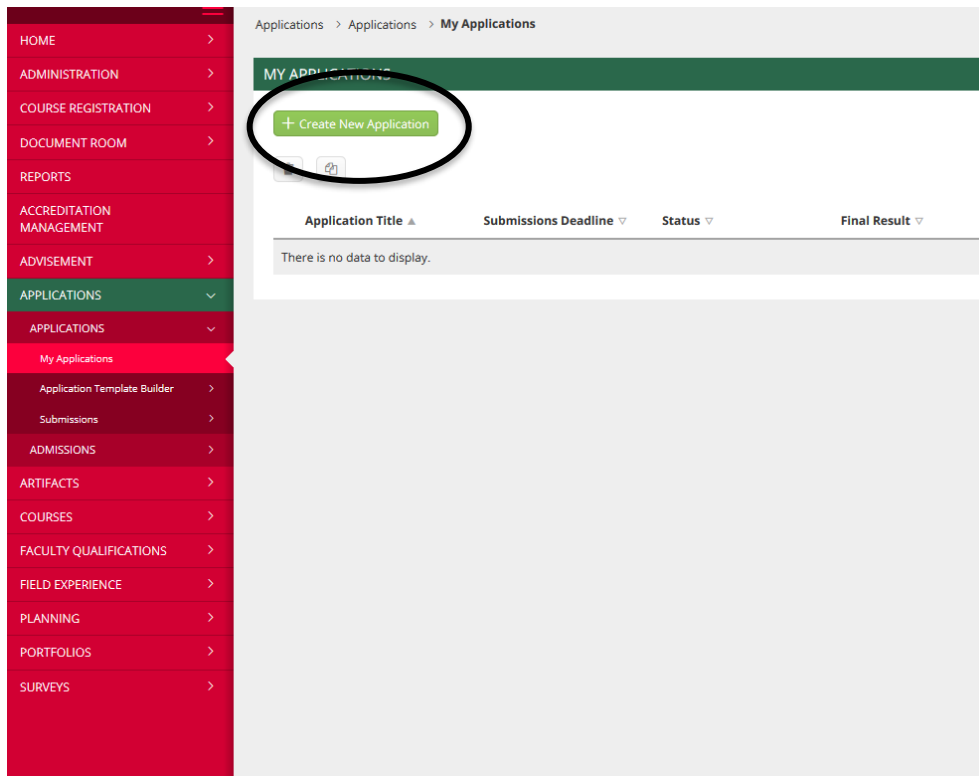 Applications > Applications > My Applications
HOME
ADMINISTRATION
COURSE REGISTRATION
DOCUMENT ROOM
REPORTS
ACCREDITATION
MANAGEMENT
ADVISEMENT
APPLICATIONS
APPLICATIONS
My Applications
Application Template Builder
Submissions
ADMISSIONS
ARTIFACTS
COURSES
FACULTY QUALIFICATIONS
FIELD EXPERIENCE
PLANNING
PORTFOLIOS
SURVEYS
MY APPLICATIONS
+ Create New Application
Application Title Submissions Deadline Status Final Result
There is no data to display.